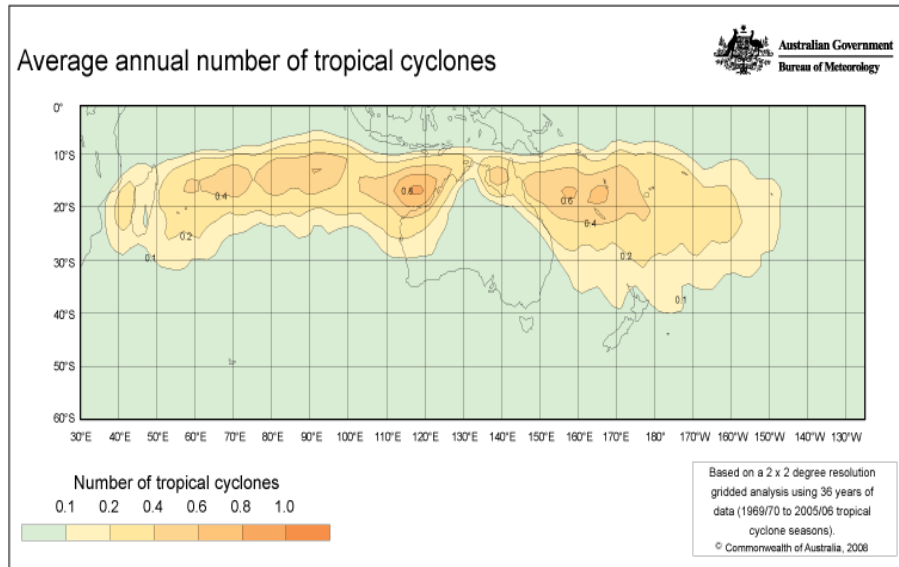 Average annual number of tropical cyclones
Australian Government
Bureau of Meteorology
0°
10°S
20°S
30°S
40°S
50°S
60°S
0.4
0.8
0.6
0.4
0.2
0.2
0.1
0.1
30°E 40°E 50°E 60°E 70°E 80°E 90°E 100°E 110°E 120°E 130°E 140°E 150°E 160°E 170°E 180° 170°W 160°W 150°W 140°W 130°W
Number of tropical cyclones
0.1 0.2 0.4 0.6 0.8 1.0
Based on a 2 x 2 degree resolution
gridded analysis using 36 years of
data (1969/70 to 2005/06 tropical
cyclone seasons).
© Commonwealth of Australia, 2008